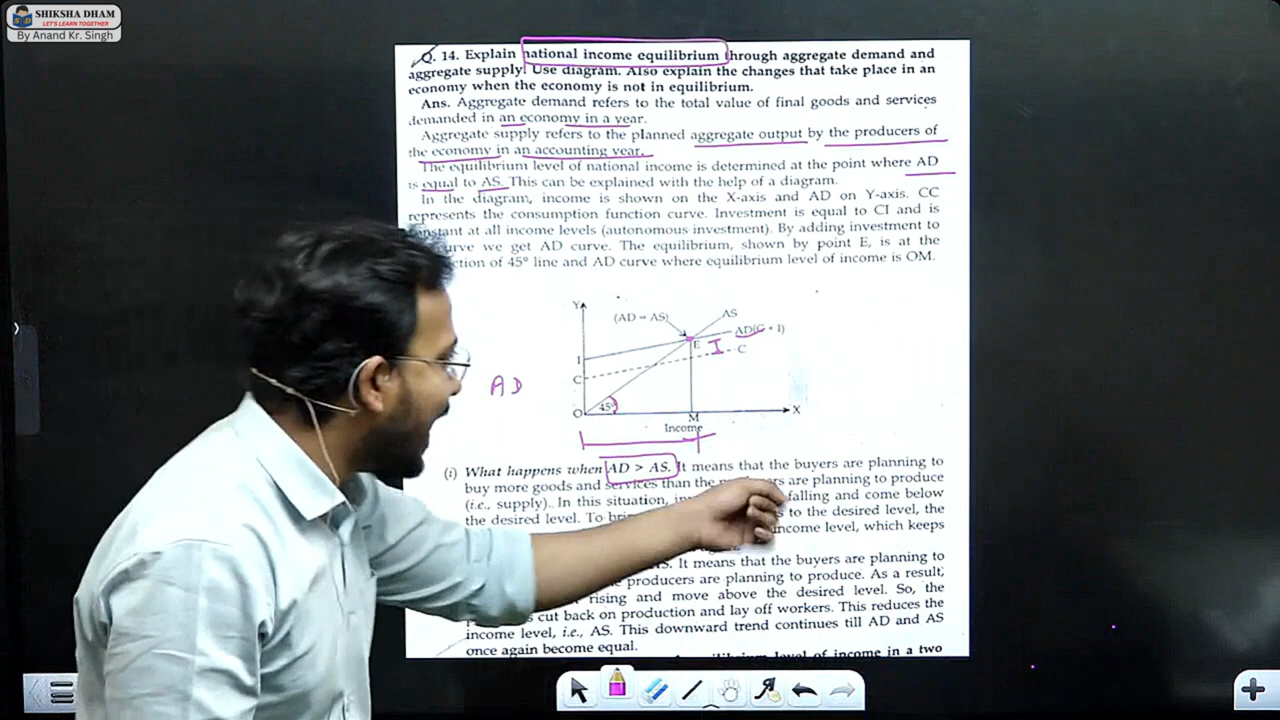 SHIKSHA DHAM
LET'S LEARN TOGETHER
By Anand Kr. Singh
Q. 14. Explain national income equilibrium through aggregate demand and
aggregate supply. Use diagram. Also explain the changes that take place in an
economy when the economy is not in equilibrium.
Ans. Aggregate demand refers to the total value of final goods and services
demanded in an economy in a year.
Aggregate supply refers to the planned aggregate output by the producers of
the economy in an accounting year.
The equilibrium level of national income is determined at the point where AD
is equal to AS. This can be explained with the help of a diagram.
In the diagram, income is shown on the X-axis and AD on Y-axis. CC
represents the consumption function curve. Investment is equal to CI and is
constant at all income levels (autonomous investment). By adding investment to
curve we get AD curve. The equilibrium, shown by point E, is at the
of 45° line and AD curve where equilibrium level of income is OM.
Y
(AD = AS)
AS
AD(C + I)
E
I
C
I
C
AD
45°
O
M
X
Income
(i) What happens when AD > AS. It means that the buyers are planning to
buy more goods and services than the are planning to produce
(i.e., supply). In this situation, falling and come below
the desired level. To to the desired level, the
income level, which keeps
It means that the buyers are planning to
producers are planning to produce. As a result,
rising and move above the desired level. So, the
cut back on production and lay off workers. This reduces the
income level, i.e., AS. This downward trend continues till AD and AS
once again become equal.
level of income in a two